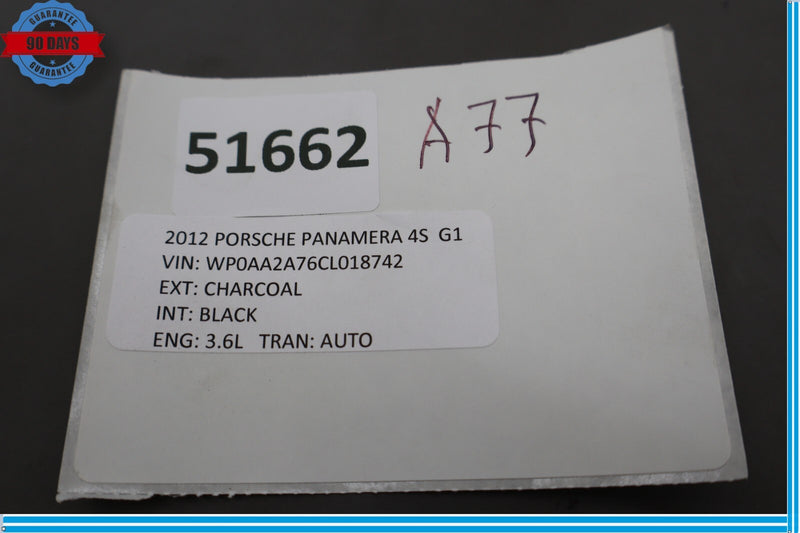 GUARANTEE
90 DAYS
GUARANTEE
51662
A77
2012 PORSCHE PANAMERA 4S G1
VIN: WP0AA2A76CL018742
EXT: CHARCOAL
INT: BLACK
ENG: 3.6L TRAN: AUTO